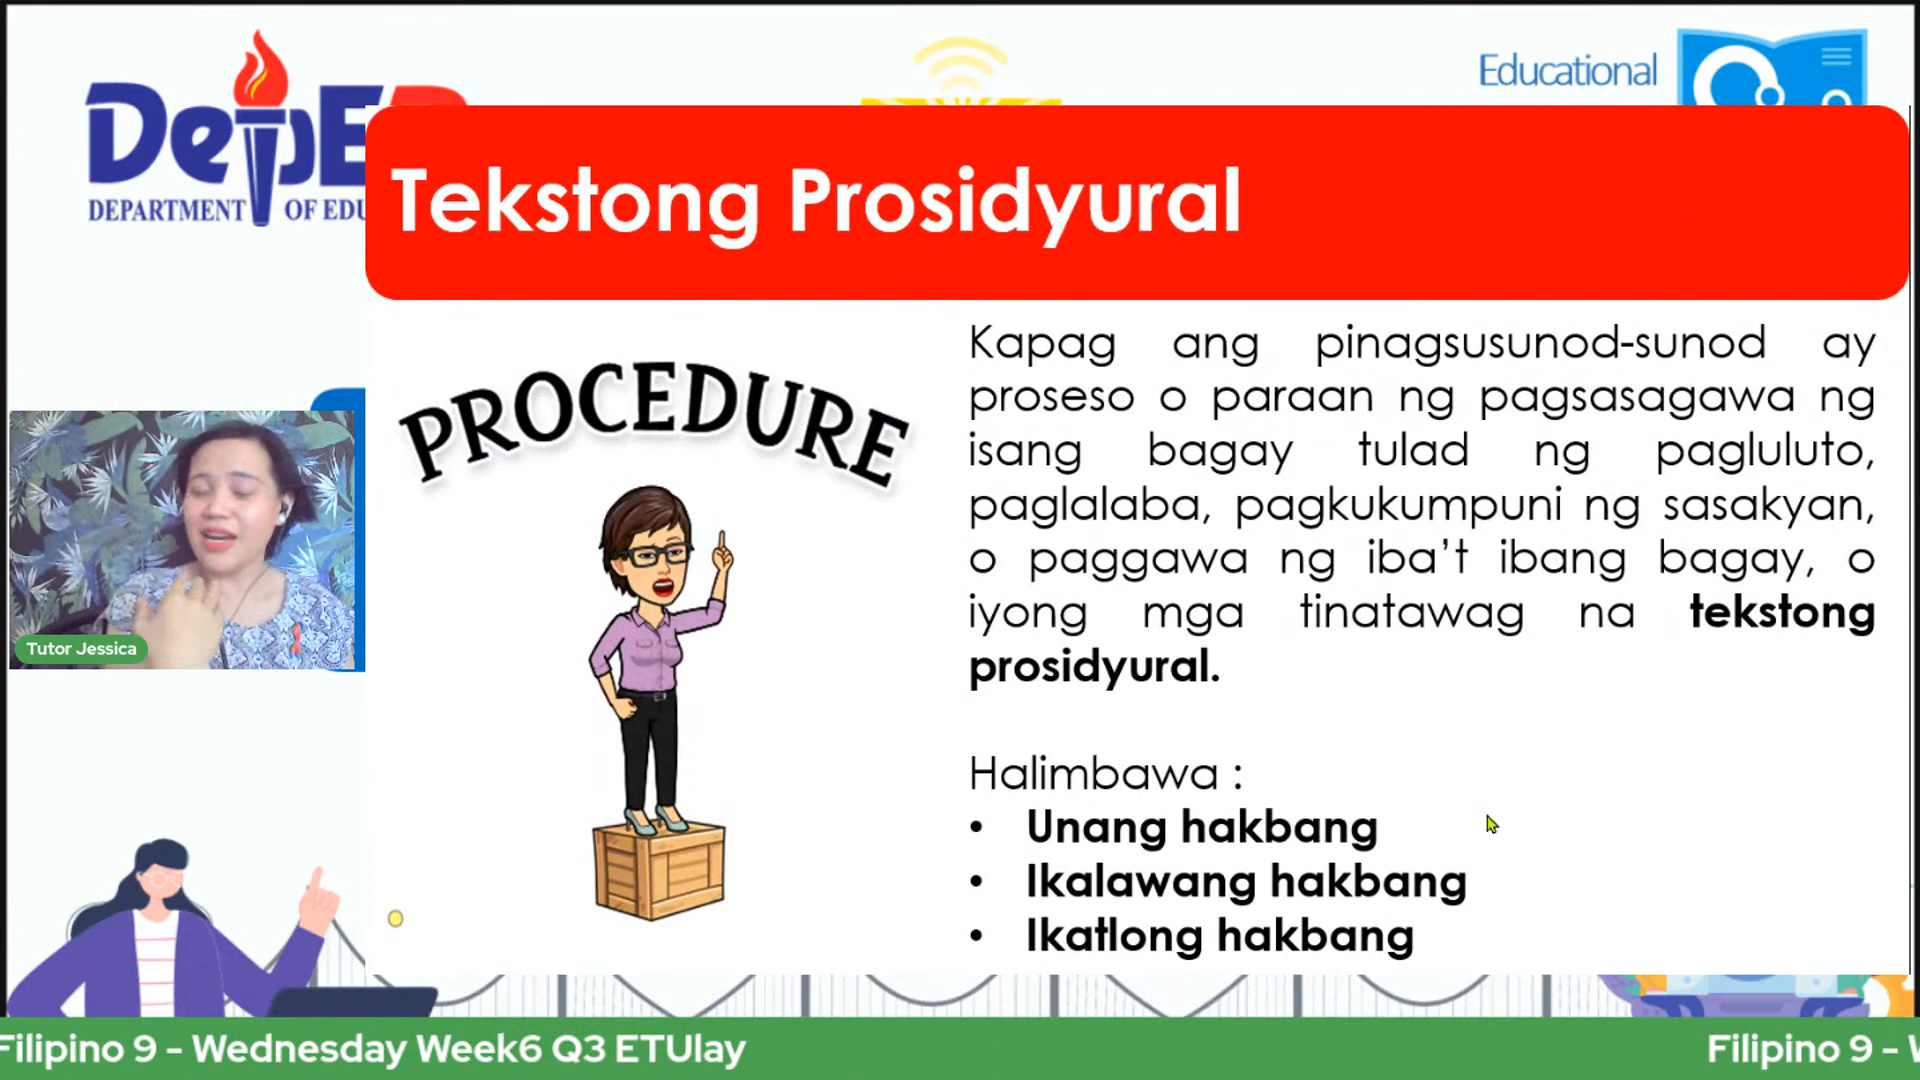 DepE
DEPARTMENT OF EDU
Educational
Tekstong Prosidyural
PROCEDURE
Kapag ang pinagsusunod-sunod ay
proseso o paraan ng pagsasagawa ng
isang bagay tulad ng pagluluto,
paglalaba, pagkukumpuni ng sasakyan,
o paggawa ng iba't ibang bagay, o
iyong mga tinatawag na tekstong
prosidyural.
Halimbawa :
• Unang hakbang
• Ikalawang hakbang
• Ikatlong hakbang
Tutor Jessica
Filipino 9 - Wednesday Week6 Q3 ETUlay
Filipino 9 -